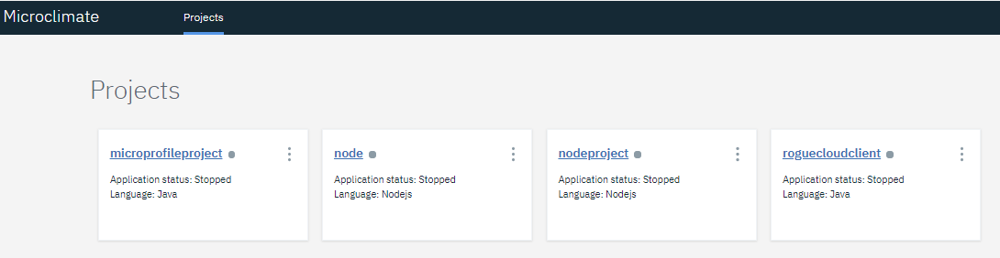 Microclimate Projects
Projects
microprofileproject
Application status: Stopped
Language: Java
node
Application status: Stopped
Language: Nodejs
nodeproject
Application status: Stopped
Language: Nodejs
roguecloudclient
Application status: Stopped
Language: Java